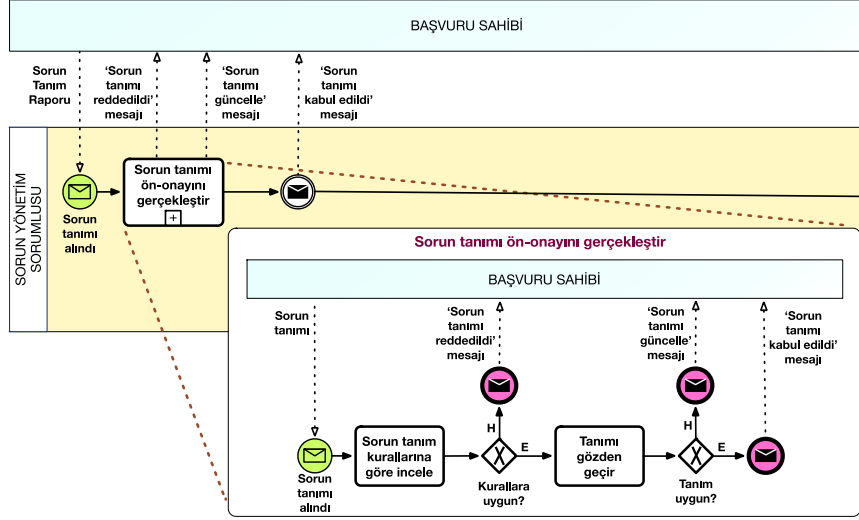 BAŞVURU SAHİBİ
Sorun
Tanım
Raporu
‘Sorun
tanımı
reddedildi’
mesajı
‘Sorun
tanımı
güncelle’
mesajı
‘Sorun
tanımı
kabul edildi’
mesajı
SORUN YÖNETİM
SORUMLUSU
Sorun
tanımı
alındı
Sorun tanımı
ön-onayını
gerçekleştir
+
Sorun tanımı ön-onayını gerçekleştir
BAŞVURU SAHİBİ
Sorun
tanımı
‘Sorun
tanımı
reddedildi’
mesajı
‘Sorun
tanımı
güncelle’
mesajı
‘Sorun
tanımı
kabul edildi’
mesajı
Sorun
tanımı
alındı
Sorun tanım
kurallarına
göre incele
H
E
X
Kurallara
uygun?
Tanımı
gözden
geçir
H
E
X
Tanım
uygun?